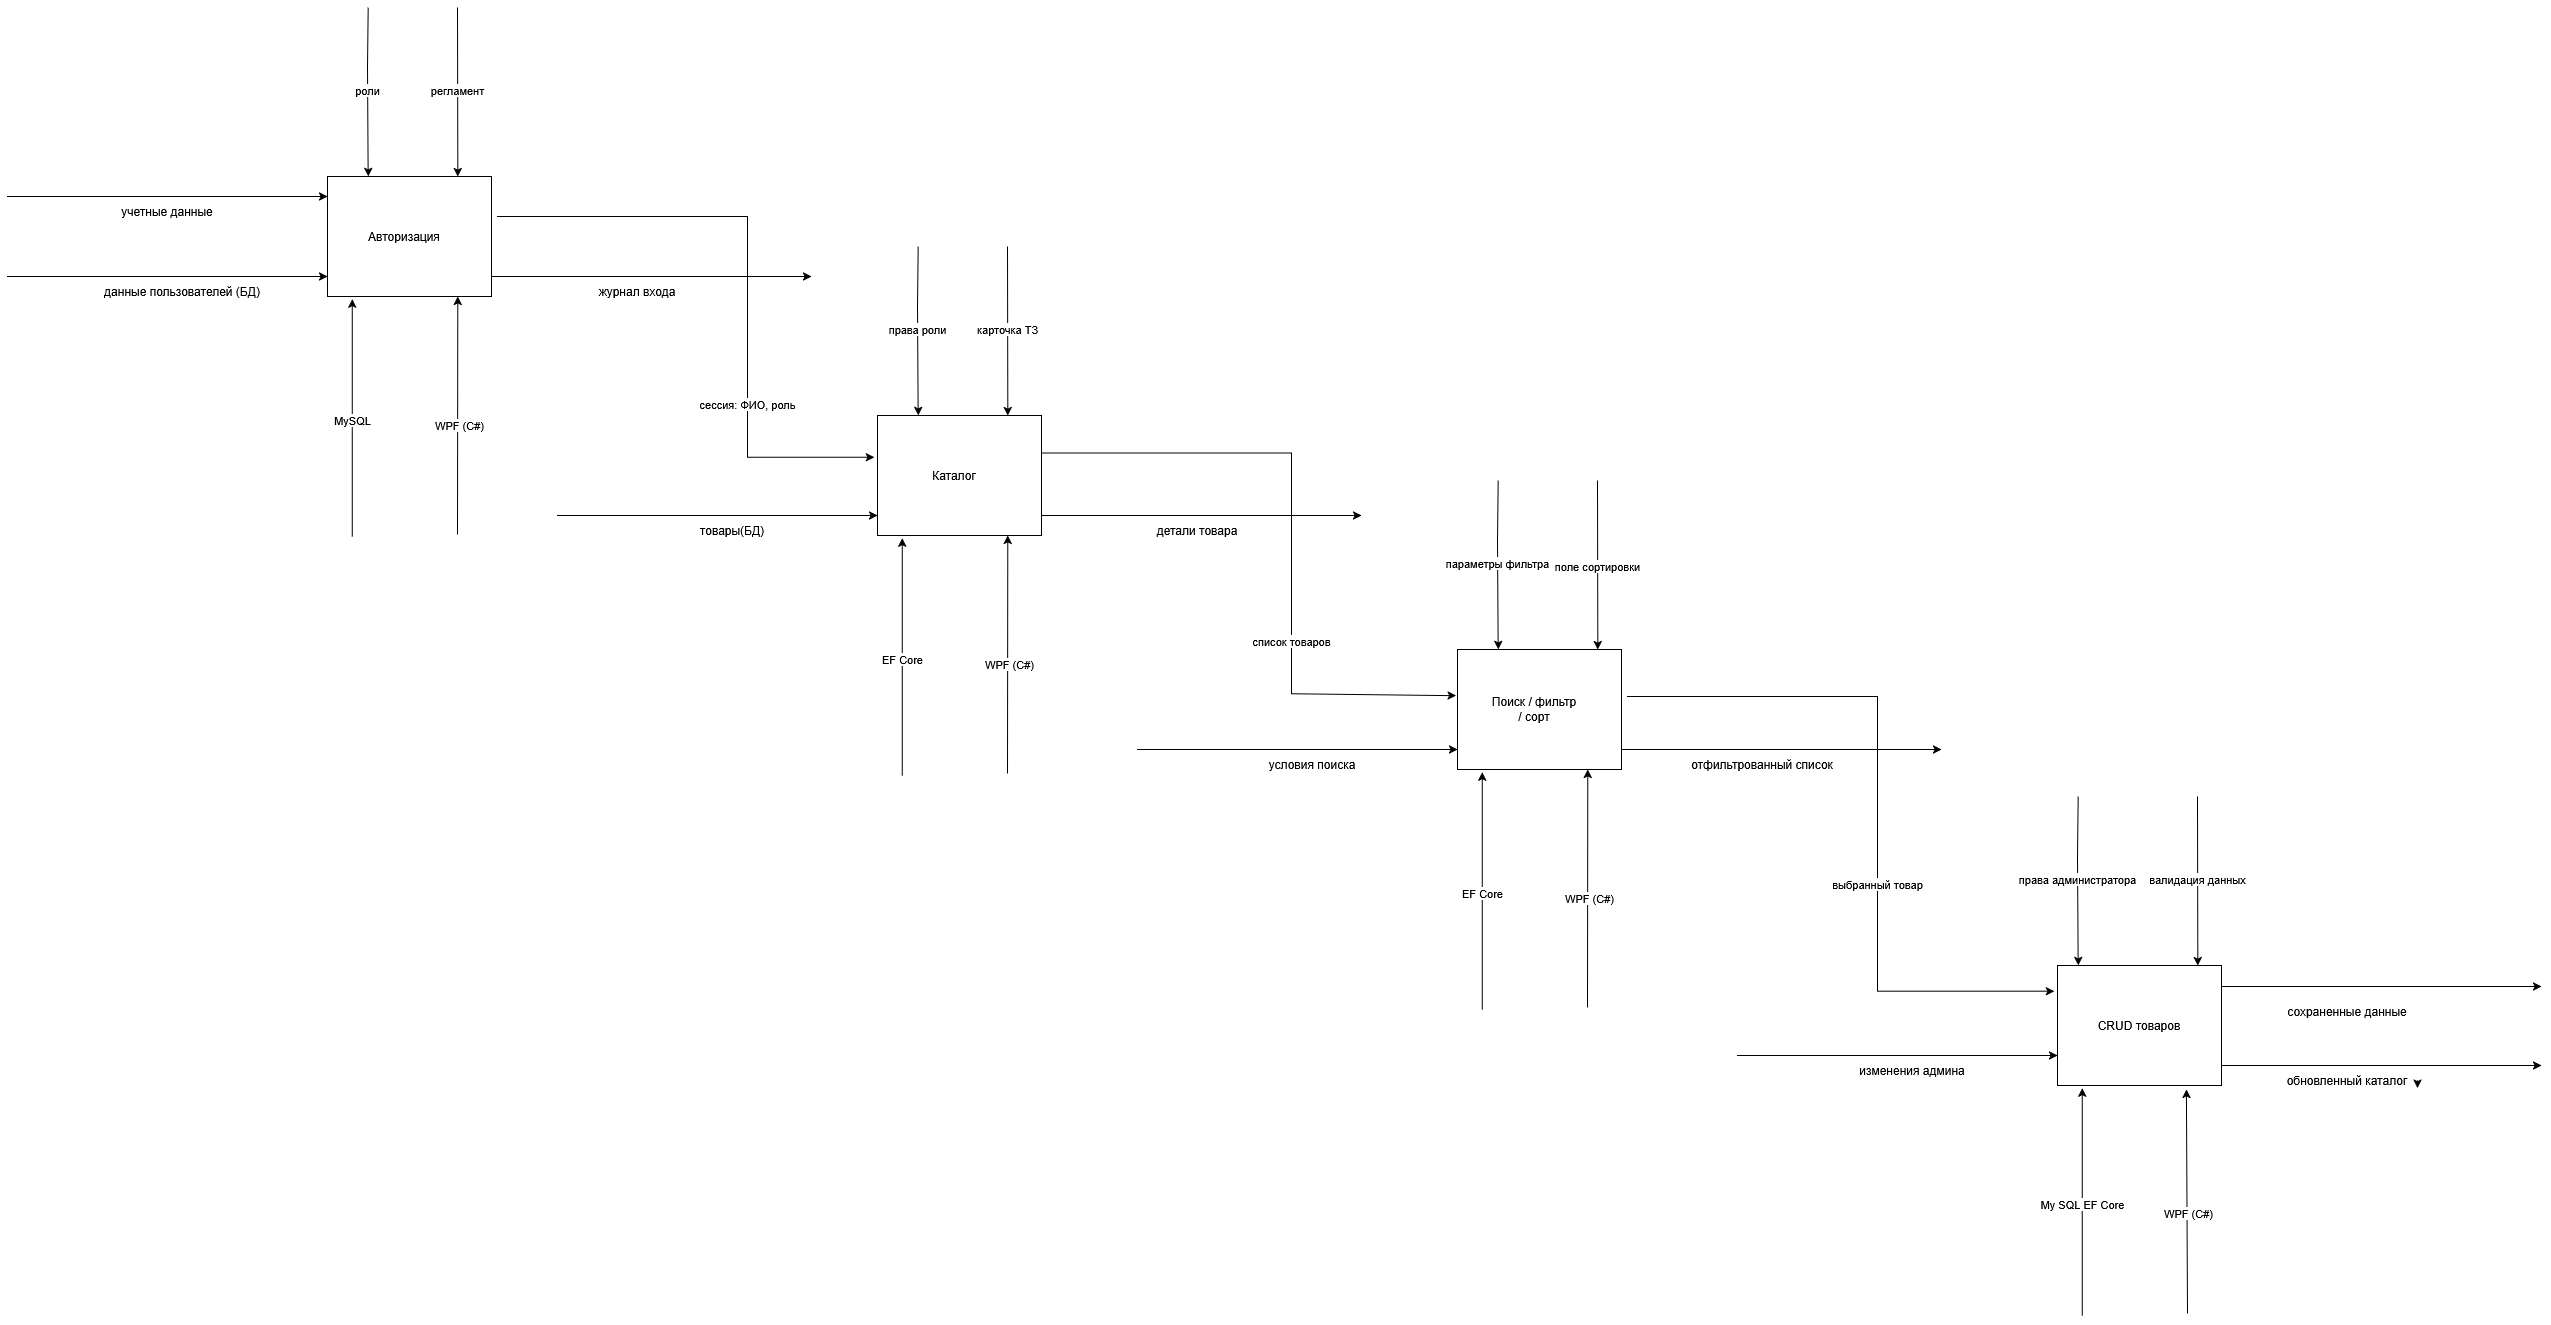 роли
регламент
учетные данные
Авторизация
данные пользователей (БД)
журнал входа
права роли
карточка ТЗ
сессия: ФИО, роль
MySQL
WPF (C#)
Каталог
товары(БД)
детали товара
параметры фильтра
поле сортировки
список товаров
EF Core
WPF (C#)
Поиск / фильтр
/ сорт
условия поиска
отфильтрованный список
права администратора
валидация данных
выбранный товар
EF Core
WPF (C#)
сохраненные данные
CRUD товаров
изменения админа
обновленный каталог
My SQL EF Core
WPF (C#)